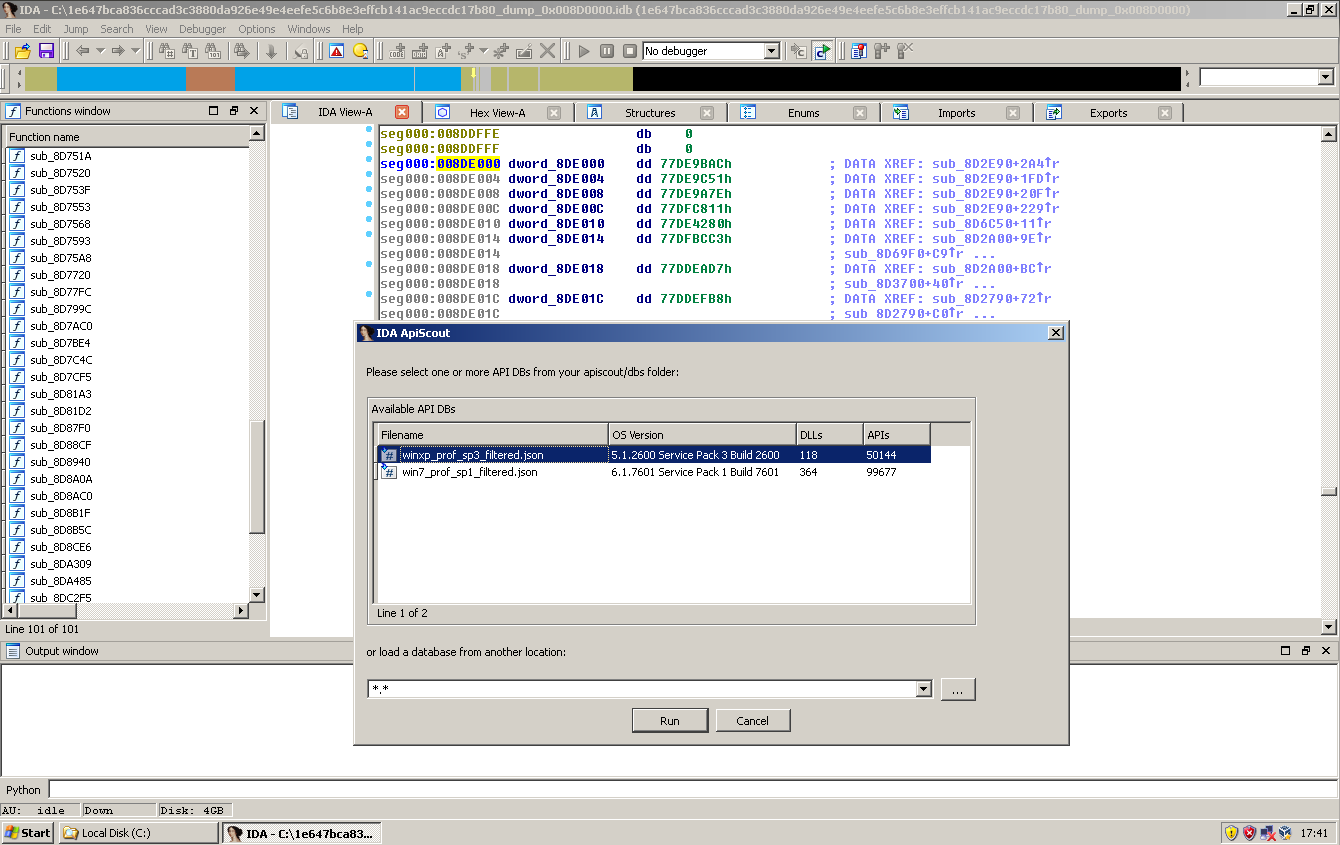 IDA - C:\1e647bca836cccad3c3880da926e49e4eefe5c6b8e3effcb141ac9eccdc17b80_dump_0x008D0000.idb (1e647bca836cccad3c3880da926e49e4eefe5c6b8e3effcb141ac9eccdc17b80_dump_0x008D0000)
File Edit Jump Search View Debugger Options Windows Help
No debugger
Functions window
IDA View-A Hex View-A Structures Enums Imports Exports
Function name
sub_8D751A
sub_8D7520
sub_8D753F
sub_8D7553
sub_8D7568
sub_8D7593
sub_8D75A8
sub_8D7720
sub_8D77FC
sub_8D799C
sub_8D7AC0
sub_8D7BE4
sub_8D7C4C
sub_8D7CF5
sub_8D81A3
sub_8D81D2
sub_8D87F0
sub_8D88CF
sub_8D8940
sub_8D8A0A
sub_8D8AC0
sub_8D8B1F
sub_8D8B5C
sub_8D8CE6
sub_8DA309
sub_8DA485
sub_8DC2F5
Line 101 of 101
seg000:008DDFFE db 0
seg000:008DDFFF db 0
seg000:008DE000 dword_8DE000 dd 77DE9BACh ; DATA XREF: sub_8D2E90+2A4↑r
seg000:008DE004 dword_8DE004 dd 77DE9C51h ; DATA XREF: sub_8D2E90+1FD↑r
seg000:008DE008 dword_8DE008 dd 77DE9A7Eh ; DATA XREF: sub_8D2E90+20F↑r
seg000:008DE00C dword_8DE00C dd 77DFC811h ; DATA XREF: sub_8D2E90+229↑r
seg000:008DE010 dword_8DE010 dd 77DE4280h ; DATA XREF: sub_8D6C50+11↑r
seg000:008DE014 dword_8DE014 dd 77DFBCC3h ; DATA XREF: sub_8D2A00+9E↑r
seg000:008DE014 ; sub_8D69F0+C9↑r ...
seg000:008DE018 dword_8DE018 dd 77DDEAD7h ; DATA XREF: sub_8D2A00+BC↑r
seg000:008DE018 ; sub_8D3700+40↑r ...
seg000:008DE01C dword_8DE01C dd 77DDEFB8h ; DATA XREF: sub_8D2790+72↑r
seg000:008DE01C ; sub_8D2790+C0↑r ...
IDA ApiScout
Please select one or more API DBs from your apiscout/dbs folder:
Available API DBs
Filename OS Version DLLs APIs
winxp_prof_sp3_filtered.json 5.1.2600 Service Pack 3 Build 2600 118 50144
win7_prof_sp1_filtered.json 6.1.7601 Service Pack 1 Build 7601 364 99677
Line 1 of 2
or load a database from another location:
*.*
...
Run Cancel
Output window
Python
AU: idle Down Disk: 4GB
Start Local Disk (C:) IDA - C:\1e647bca83... 17:41